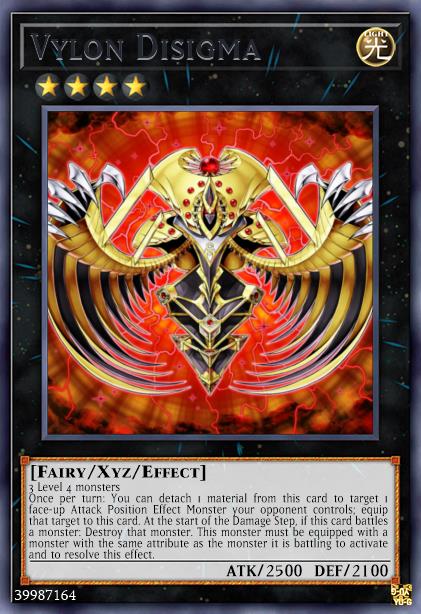 Vylon Disigma
LIGHT
光
[Fairy/Xyz/Effect]
3 Level 4 monsters
Once per turn: You can detach 1 material from this card to target 1
face-up Attack Position Effect Monster your opponent controls; equip
that target to this card. At the start of the Damage Step, if this card battles
a monster: Destroy that monster. This monster must be equipped with a
monster with the same attribute as the monster it is battling to activate
and to resolve this effect.
ATK/2500 DEF/2100
39987164